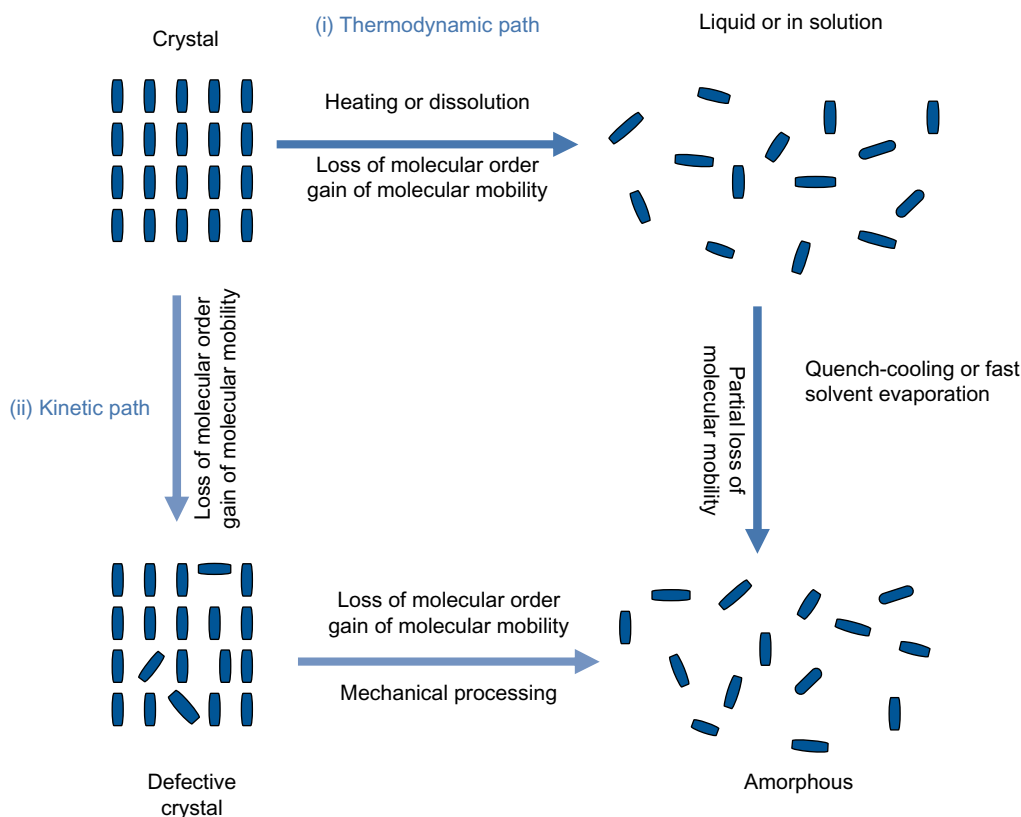 Crystal
(i) Thermodynamic path
Liquid or in solution
Heating or dissolution
Loss of molecular order
gain of molecular mobility
(ii) Kinetic path
Loss of molecular order
gain of molecular mobility
Partial loss of
molecular mobility
Quench-cooling or fast
solvent evaporation
Loss of molecular order
gain of molecular mobility
Mechanical processing
Defective
crystal
Amorphous